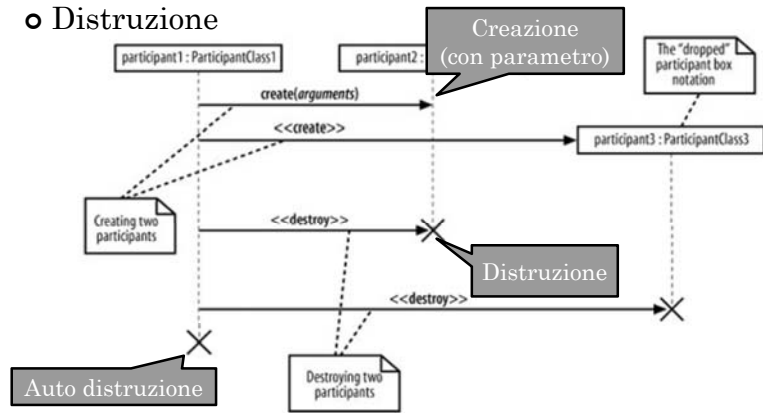 Distruzione
participant1 : ParticipantClass1
participant2 :
Creazione
(con parametro)
The "dropped"
participant box
notation
create(arguments)
<<create>>
participant3 : ParticipantClass3
Creating two
participants
<<destroy>>
Distruzione
<<destroy>>
Auto distruzione
Destroying two
participants